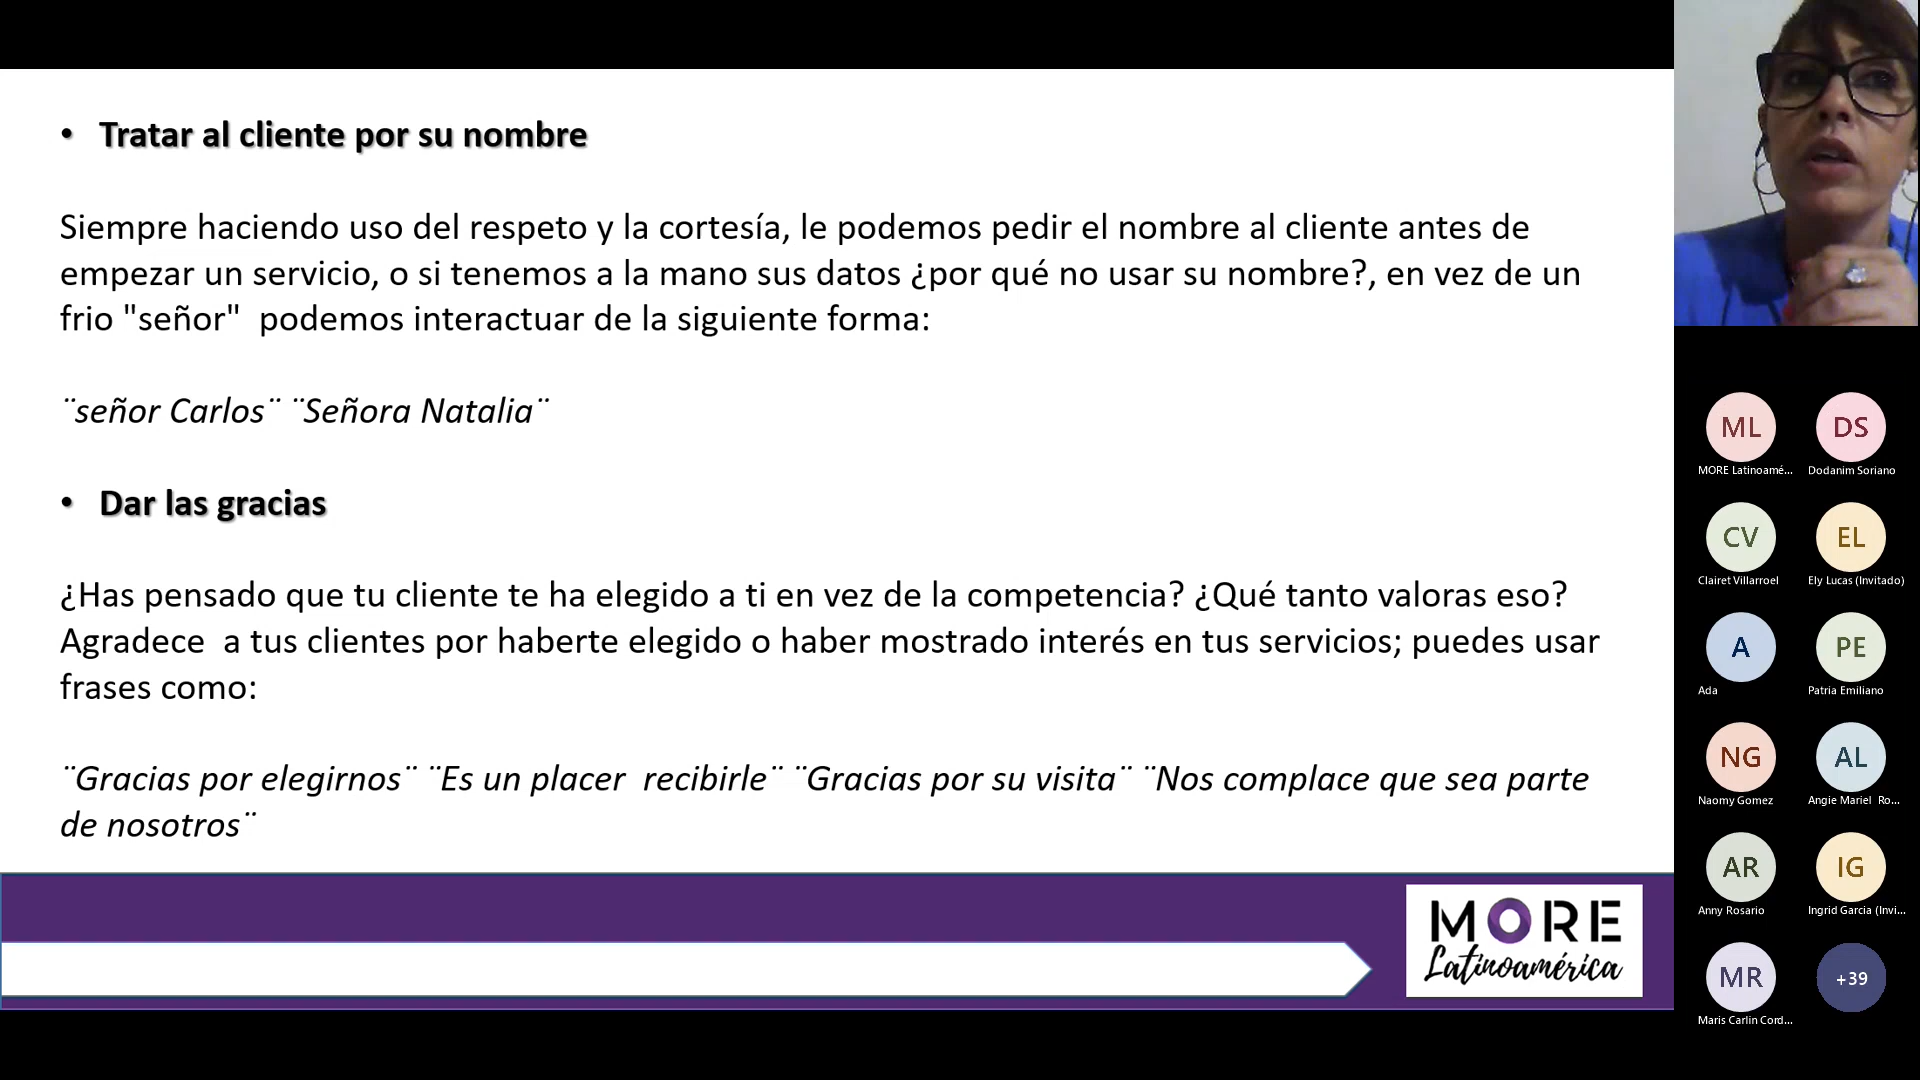 • Tratar al cliente por su nombre
Siempre haciendo uso del respeto y la cortesía, le podemos pedir el nombre al cliente antes de
empezar un servicio, o si tenemos a la mano sus datos ¿por qué no usar su nombre?, en vez de un
frio "señor"  podemos interactuar de la siguiente forma:
¨señor Carlos¨ ¨Señora Natalia¨
• Dar las gracias
¿Has pensado que tu cliente te ha elegido a ti en vez de la competencia? ¿Qué tanto valoras eso?
Agradece  a tus clientes por haberte elegido o haber mostrado interés en tus servicios; puedes usar
frases como:
¨Gracias por elegirnos¨ ¨Es un placer  recibirle¨ ¨Gracias por su visita¨ ¨Nos complace que sea parte
de nosotros¨
MORE
Latinoamérica
ML
DS
MORE Latinoamé...
Dodanim Soriano
CV
EL
Clairet Villarroel
Ely Lucas (Invitado)
A
PE
Ada
Patria Emiliano
NG
AL
Naomy Gomez
Angie Mariel  Ro...
AR
IG
Anny Rosario
Ingrid Garcia (Invi...
MR
+39
Maris Carlin Cord...